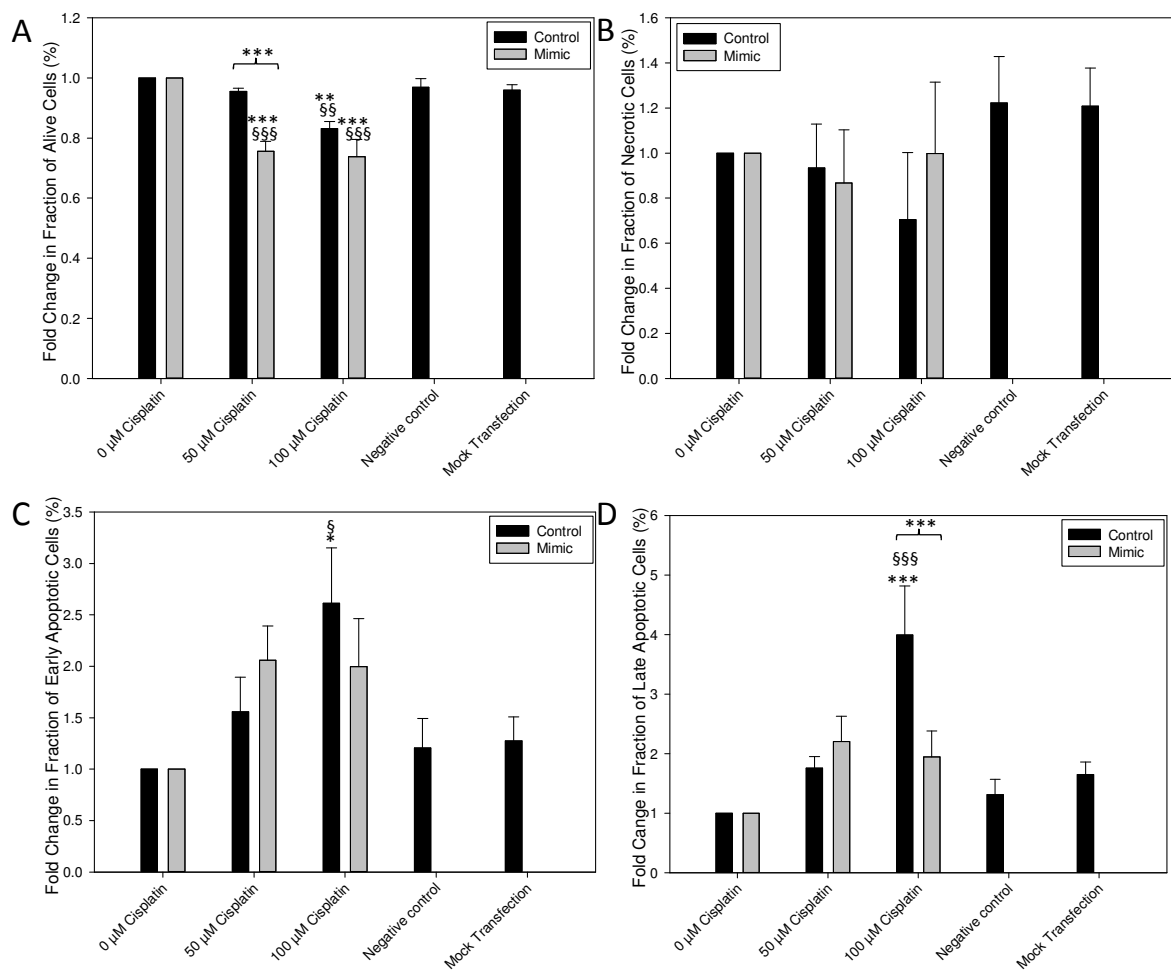 A
Fold Change in Fraction of Alive Cells (%)
1.2
1.0
0.8
0.6
0.4
0.2
0.0
Control
Mimic
***
***
§§§
**
§§
***
§§§
0 µM Cisplatin
50 µM Cisplatin
100 µM Cisplatin
Negative control
Mock Transfection
B
Fold Change in Fraction of Necrotic Cells (%)
1.6
1.4
1.2
1.0
0.8
0.6
0.4
0.2
0.0
Control
Mimic
0 µM Cisplatin
50 µM Cisplatin
100 µM Cisplatin
Negative control
Mock Transfection
C
Fold Change in Fraction of Early Apoptotic Cells (%)
3.5
3.0
2.5
2.0
1.5
1.0
0.5
0.0
Control
Mimic
§
*
0 µM Cisplatin
50 µM Cisplatin
100 µM Cisplatin
Negative control
Mock Transfection
D
Fold Cange in Fraction of Late Apoptotic Cells (%)
6
5
4
2
1
0
Control
Mimic
***
§§§
***
0 µM Cisplatin
50 µM Cisplatin
100 µM Cisplatin
Negative control
Mock Transfection